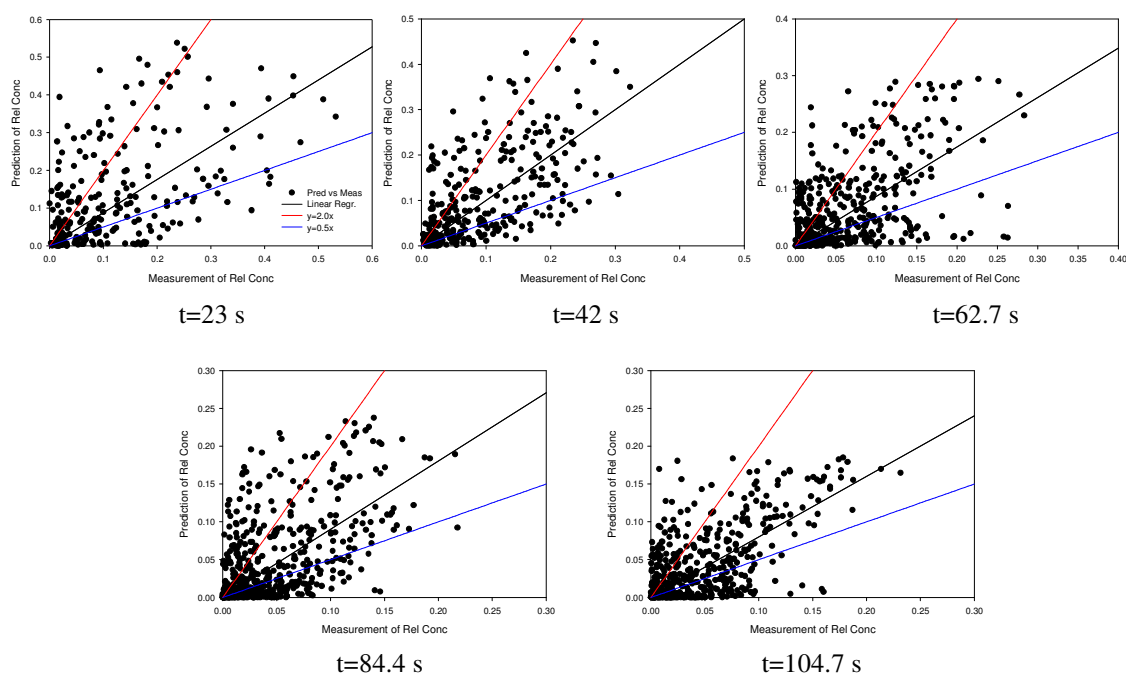 0.6
0.5
0.4
0.3
0.2
0.1
0.0
Prediction of Rel Conc
0.0 0.1 0.2 0.3 0.4 0.5 0.6
Measurement of Rel Conc
Pred vs Meas
Linear Regr.
y=2.0x
y=0.5x
t=23 s
0.5
0.4
0.3
0.2
0.1
0.0
Prediction of Rel Conc
0.0 0.1 0.2 0.3 0.4 0.5
Measurement of Rel Conc
t=42 s
0.4
0.3
0.2
0.1
0.0
Prediction of Rel Conc
0.00 0.05 0.10 0.15 0.20 0.25 0.30 0.35 0.40
Measurement of Rel Conc
t=62.7 s
0.30
0.25
0.20
0.15
0.10
0.05
0.00
Prediction of Rel Conc
0.00 0.05 0.10 0.15 0.20 0.25 0.30
Measurement of Rel Conc
t=84.4 s
0.30
0.25
0.20
0.15
0.10
0.05
0.00
Prediction of Rel Conc
0.00 0.05 0.10 0.15 0.20 0.25 0.30
Measurement of Rel Conc
t=104.7 s